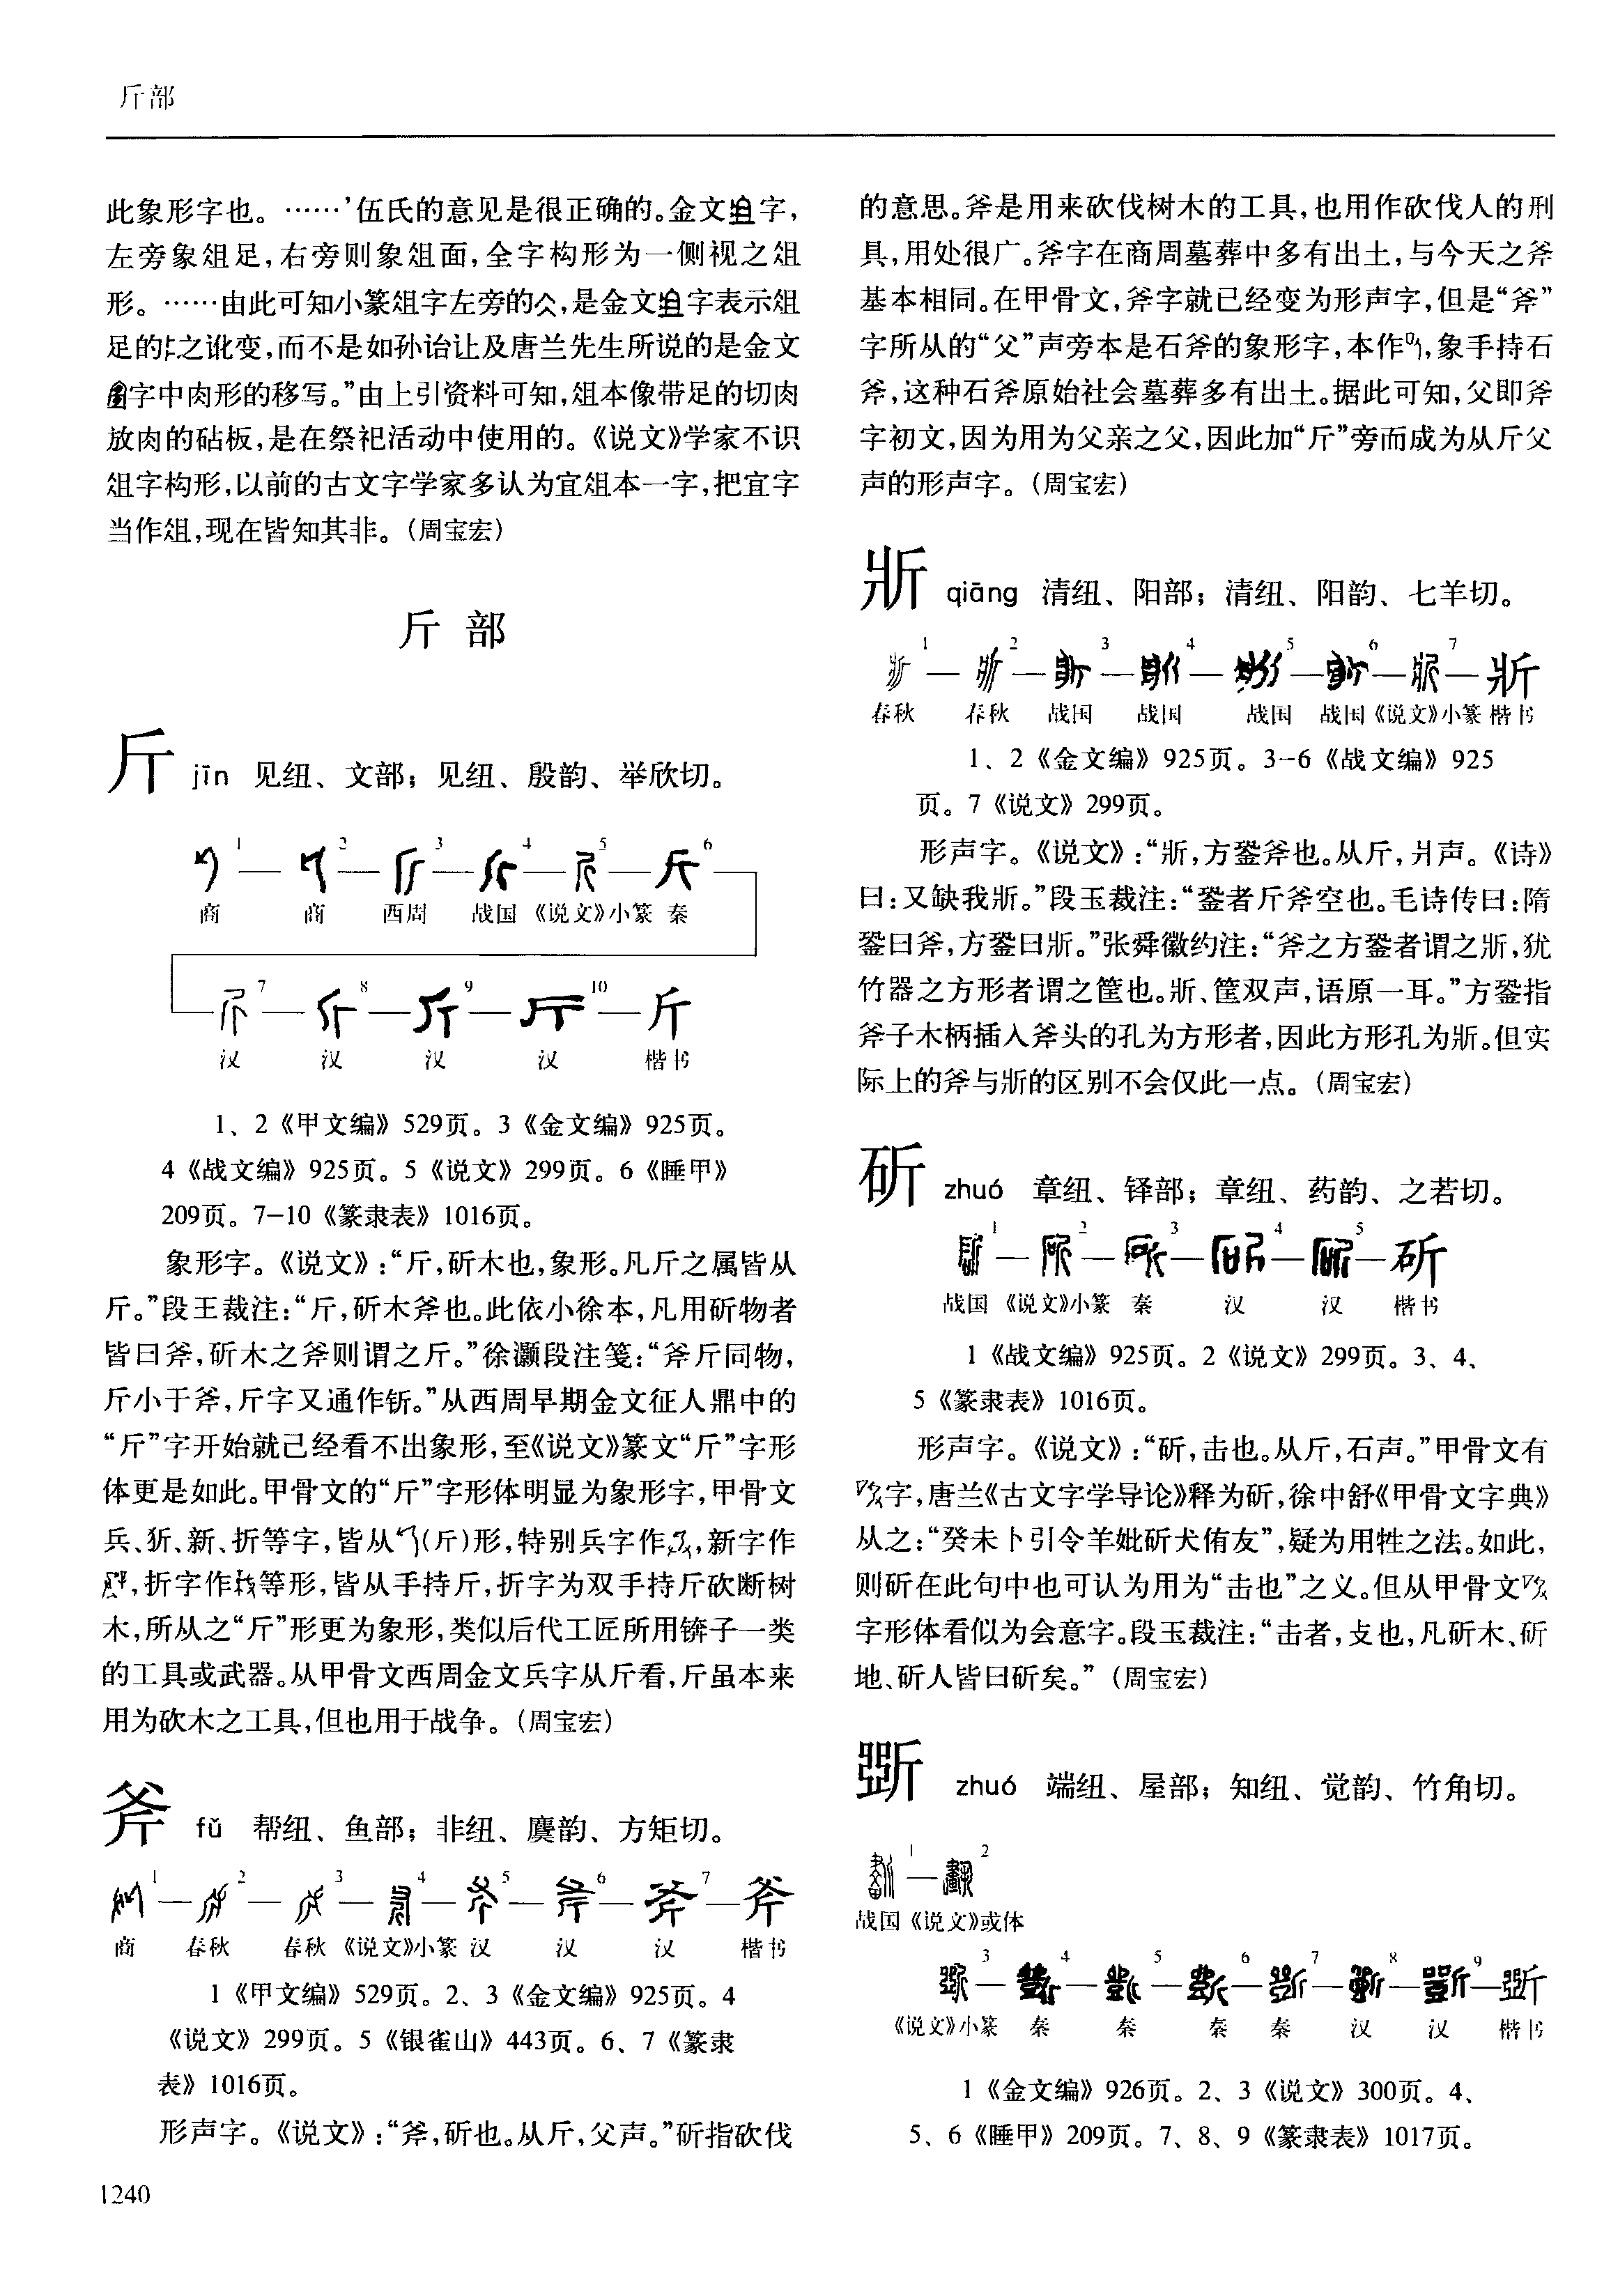 斤部
此象形字也。……’伍氏的意见是很正确的。金文字,
左旁象俎足,右旁则象俎面,全字构形为一侧视之俎
形。……由此可知小篆俎字左旁的,是金文字表示俎
足的之讹变,而不是如孙诒让及唐兰先生所说的是金文
字中肉形的移写。”由上引资料可知,俎本像带足的切肉
放肉的砧板,是在祭祀活动中使用的。《说文》学家不识
俎字构形,以前的古文字学家多认为宜俎本一字,把宜字
当作俎,现在皆知其非。(周宝宏)
斤 部
斤 jīn 见纽、文部;见纽、殷韵、举欣切。
1 2 3 4 5 6
商 商 西周 战国 《说文》小篆 秦
7 8 9 10 斤
汉 汉 汉 汉 楷书
1、2《甲文编》529页。3《金文编》925页。
4《战文编》925页。5《说文》299页。6《睡甲》
209页。7-10《篆隶表》1016页。
象形字。《说文》:“斤,斫木也,象形。凡斤之属皆从
斤。”段王裁注:“斤,斫木斧也。此依小徐本,凡用斫物者
皆曰斧,斫木之斧则谓之斤。”徐灏段注笺:“斧斤同物,
斤小于斧,斤字又通作釿。”从西周早期金文征人鼎中的
“斤”字开始就已经看不出象形,至《说文》篆文“斤”字形
体更是如此。甲骨文的“斤”字形体明显为象形字,甲骨文
兵、斨、新、折等字,皆从(斤)形,特别兵字作,新字作
,折字作等形,皆从手持斤,折字为双手持斤砍断树
木,所从之“斤”形更为象形,类似后代工匠所用锛子一类
的工具或武器。从甲骨文西周金文兵字从斤看,斤虽本来
用为砍木之工具,但也用于战争。(周宝宏)
斧 fǔ 帮纽、鱼部;非纽、麌韵、方矩切。
1 2 3 4 5 6 7 斧
商 春秋 春秋 《说文》小篆 汉 汉 汉 楷书
1《甲文编》529页。2、3《金文编》925页。4
《说文》299页。5《银雀山》443页。6、7《篆隶
表》1016页。
形声字。《说文》:“斧,斫也。从斤,父声。”斫指砍伐
的意思。斧是用来砍伐树木的工具,也用作砍伐人的刑
具,用处很广。斧字在商周墓葬中多有出土,与今天之斧
基本相同。在甲骨文,斧字就已经变为形声字,但是“斧”
字所从的“父”声旁本是石斧的象形字,本作,象手持石
斧,这种石斧原始社会墓葬多有出土。据此可知,父即斧
字初文,因为用为父亲之父,因此加“斤”旁而成为从斤父
声的形声字。(周宝宏)
斨 qiāng 清纽、阳部;清纽、阳韵、七羊切。
1 2 3 4 5 6 7 斨
春秋 春秋 战国 战国 战国 战国《说文》小篆 楷书
1、2《金文编》925页。3-6《战文编》925
页。7《说文》299页。
形声字。《说文》:“斨,方銎斧也。从斤,爿声。《诗》
曰:又缺我斨。”段玉裁注:“銎者斤斧空也。毛诗传曰:隋
銎曰斧,方銎曰斨。”张舜徽约注:“斧之方銎者谓之斨,犹
竹器之方形者谓之筐也。斨、筐双声,语原一耳。”方銎指
斧子木柄插入斧头的孔为方形者,因此方形孔为斨。但实
际上的斧与斨的区别不会仅此一点。(周宝宏)
斫 zhuó 章纽、铎部;章纽、药韵、之若切。
1 2 3 4 5 斫
战国 《说文》小篆 秦 汉 汉 楷书
1《战文编》925页。2《说文》299页。3、4、
5《篆隶表》1016页。
形声字。《说文》:“斫,击也。从斤,石声。”甲骨文有
字,唐兰《古文字学导论》释为斫,徐中舒《甲骨文字典》
从之:“癸未卜引令羊妣斫犬侑友”,疑为用牲之法。如此,
则斫在此句中也可认为用为“击也”之义。但从甲骨文
字形体看似为会意字。段玉裁注:“击者,攴也,凡斫木、斫
地、斫人皆曰斫矣。”(周宝宏)
斲 zhuó 端纽、屋部;知纽、觉韵、竹角切。
1 2
战国《说文》或体
3 4 5 6 7 8 9 斲
《说文》小篆 秦 秦 秦 秦 汉 汉 楷书
1《金文编》926页。2、3《说文》300页。4、
5、6《睡甲》209页。7、8、9《篆隶表》1017页。
1240